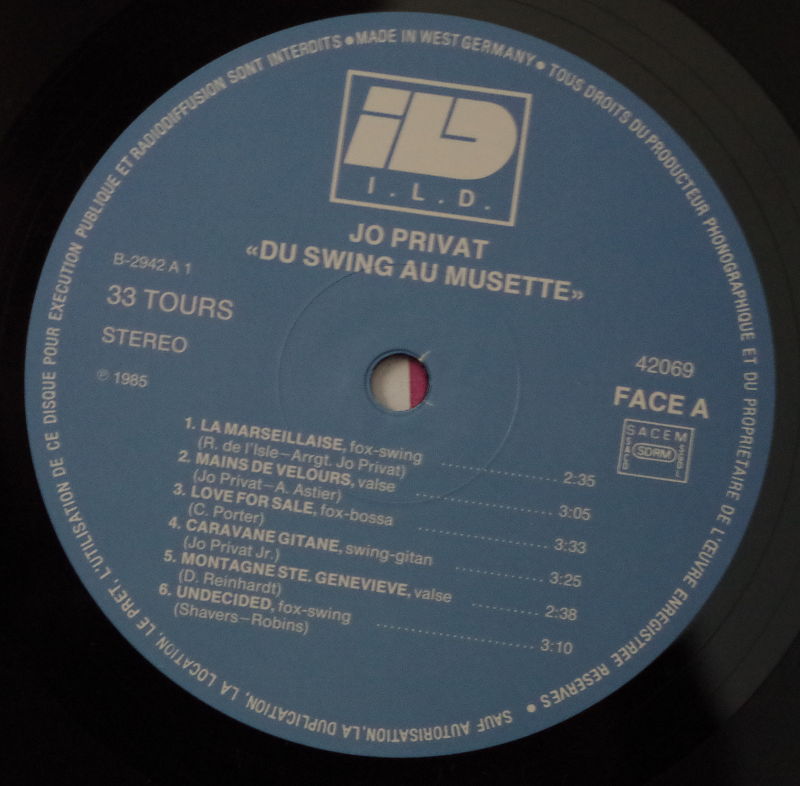 SAUF AUTORISATION, LA DUPLICATION, LA LOCATION, LE PRET, L'UTILISATION DE CE DISQUE POUR EXECUTION PUBLIQUE ET RADIODIFFUSION SONT INTERDITS • MADE IN WEST GERMANY • TOUS DROITS DU PRODUCTEUR PHONOGRAPHIQUE ET DU PROPRIETAIRE DE L'ŒUVRE ENREGISTREE RESERVES •
iLD
I.L.D.
JO PRIVAT
«DU SWING AU MUSETTE»
B-2942 A 1
33 TOURS
STEREO
℗ 1985
42069
FACE A
SACEM
SDRM
1. LA MARSEILLAISE, fox-swing ........................ 2:35
(R. de l'Isle–Arrgt. Jo Privat)
2. MAINS DE VELOURS, valse ........................ 3:05
(Jo Privat–A. Astier)
3. LOVE FOR SALE, fox-bossa ........................ 3:33
(C. Porter)
4. CARAVANE GITANE, swing-gitan ................ 3:25
(Jo Privat Jr.)
5. MONTAGNE STE. GENEVIEVE, valse ............ 2:38
(D. Reinhardt)
6. UNDECIDED, fox-swing ............................ 3:10
(Shavers–Robins)